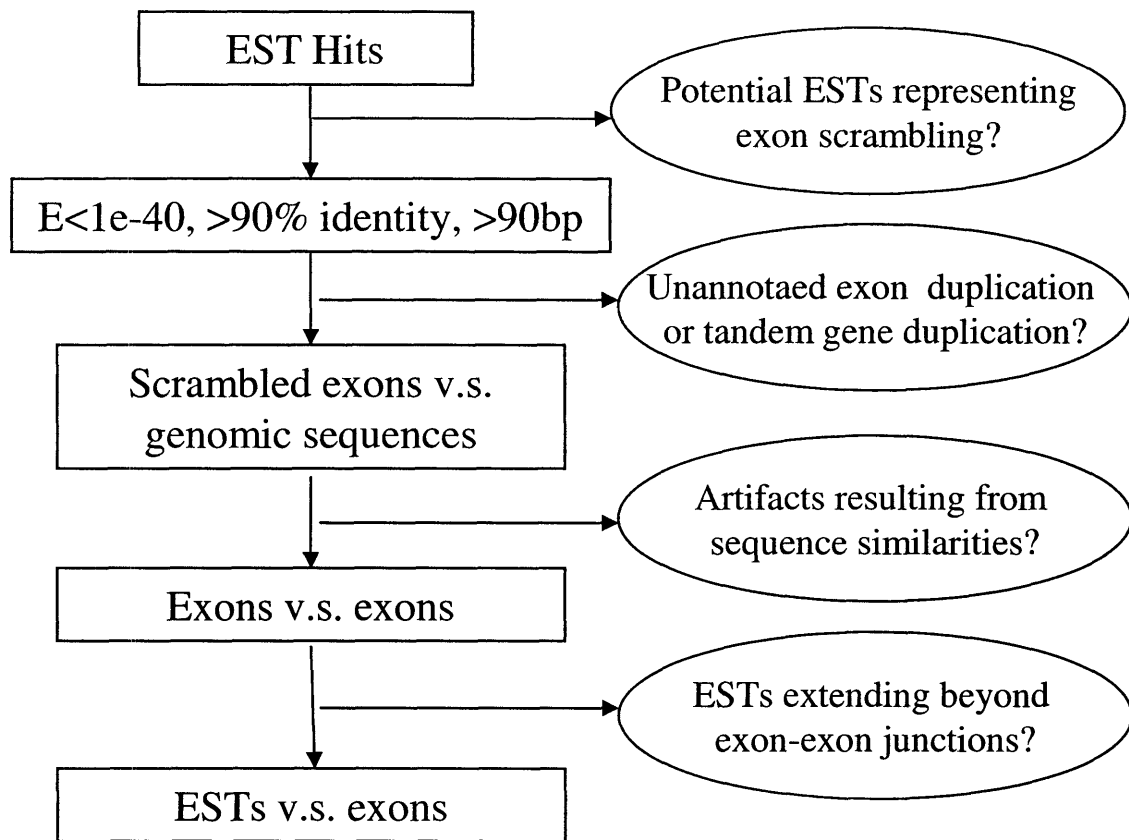 EST Hits
Potential ESTs representing
exon scrambling?
E<1e-40, >90% identity, >90bp
Unannotaed exon duplication
or tandem gene duplication?
Scrambled exons v.s.
genomic sequences
Artifacts resulting from
sequence similarities?
Exons v.s. exons
ESTs extending beyond
exon-exon junctions?
ESTs v.s. exons